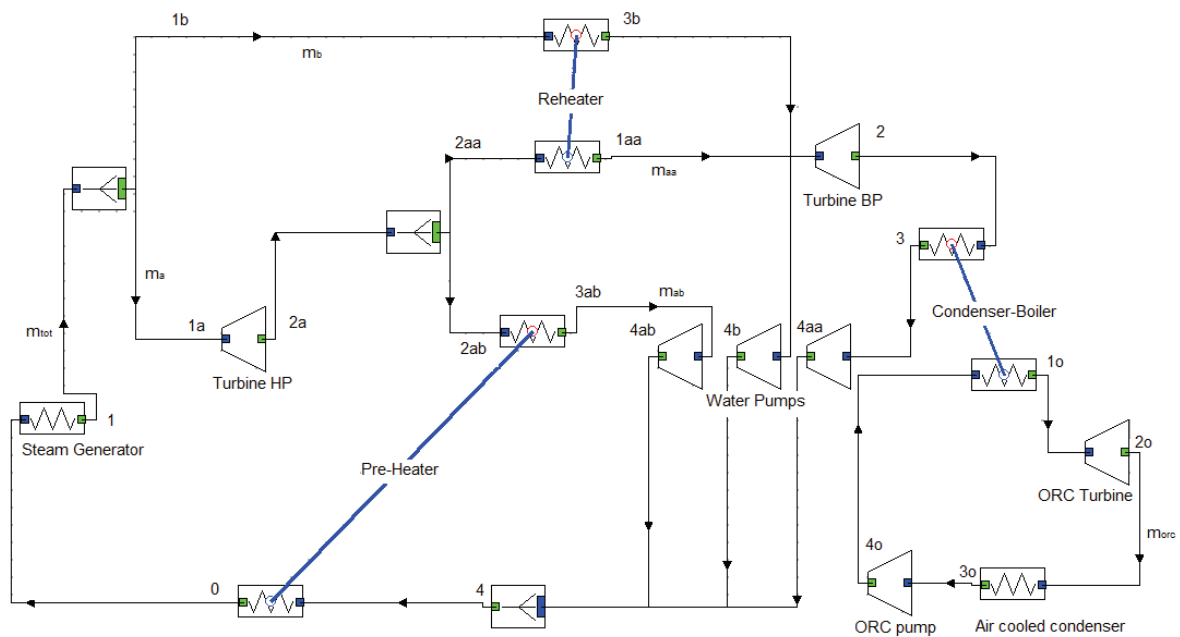 1b
3b
mb
Reheater
2aa
1aa
2
maa
Turbine BP
3
ma
3ab
mab
Condenser-Boiler
mtot
1a
2a
2ab
4ab
4b
4aa
1o
Turbine HP
Water Pumps
1
Steam Generator
2o
Pre-Heater
ORC Turbine
morc
4o
3o
0
4
ORC pump
Air cooled condenser